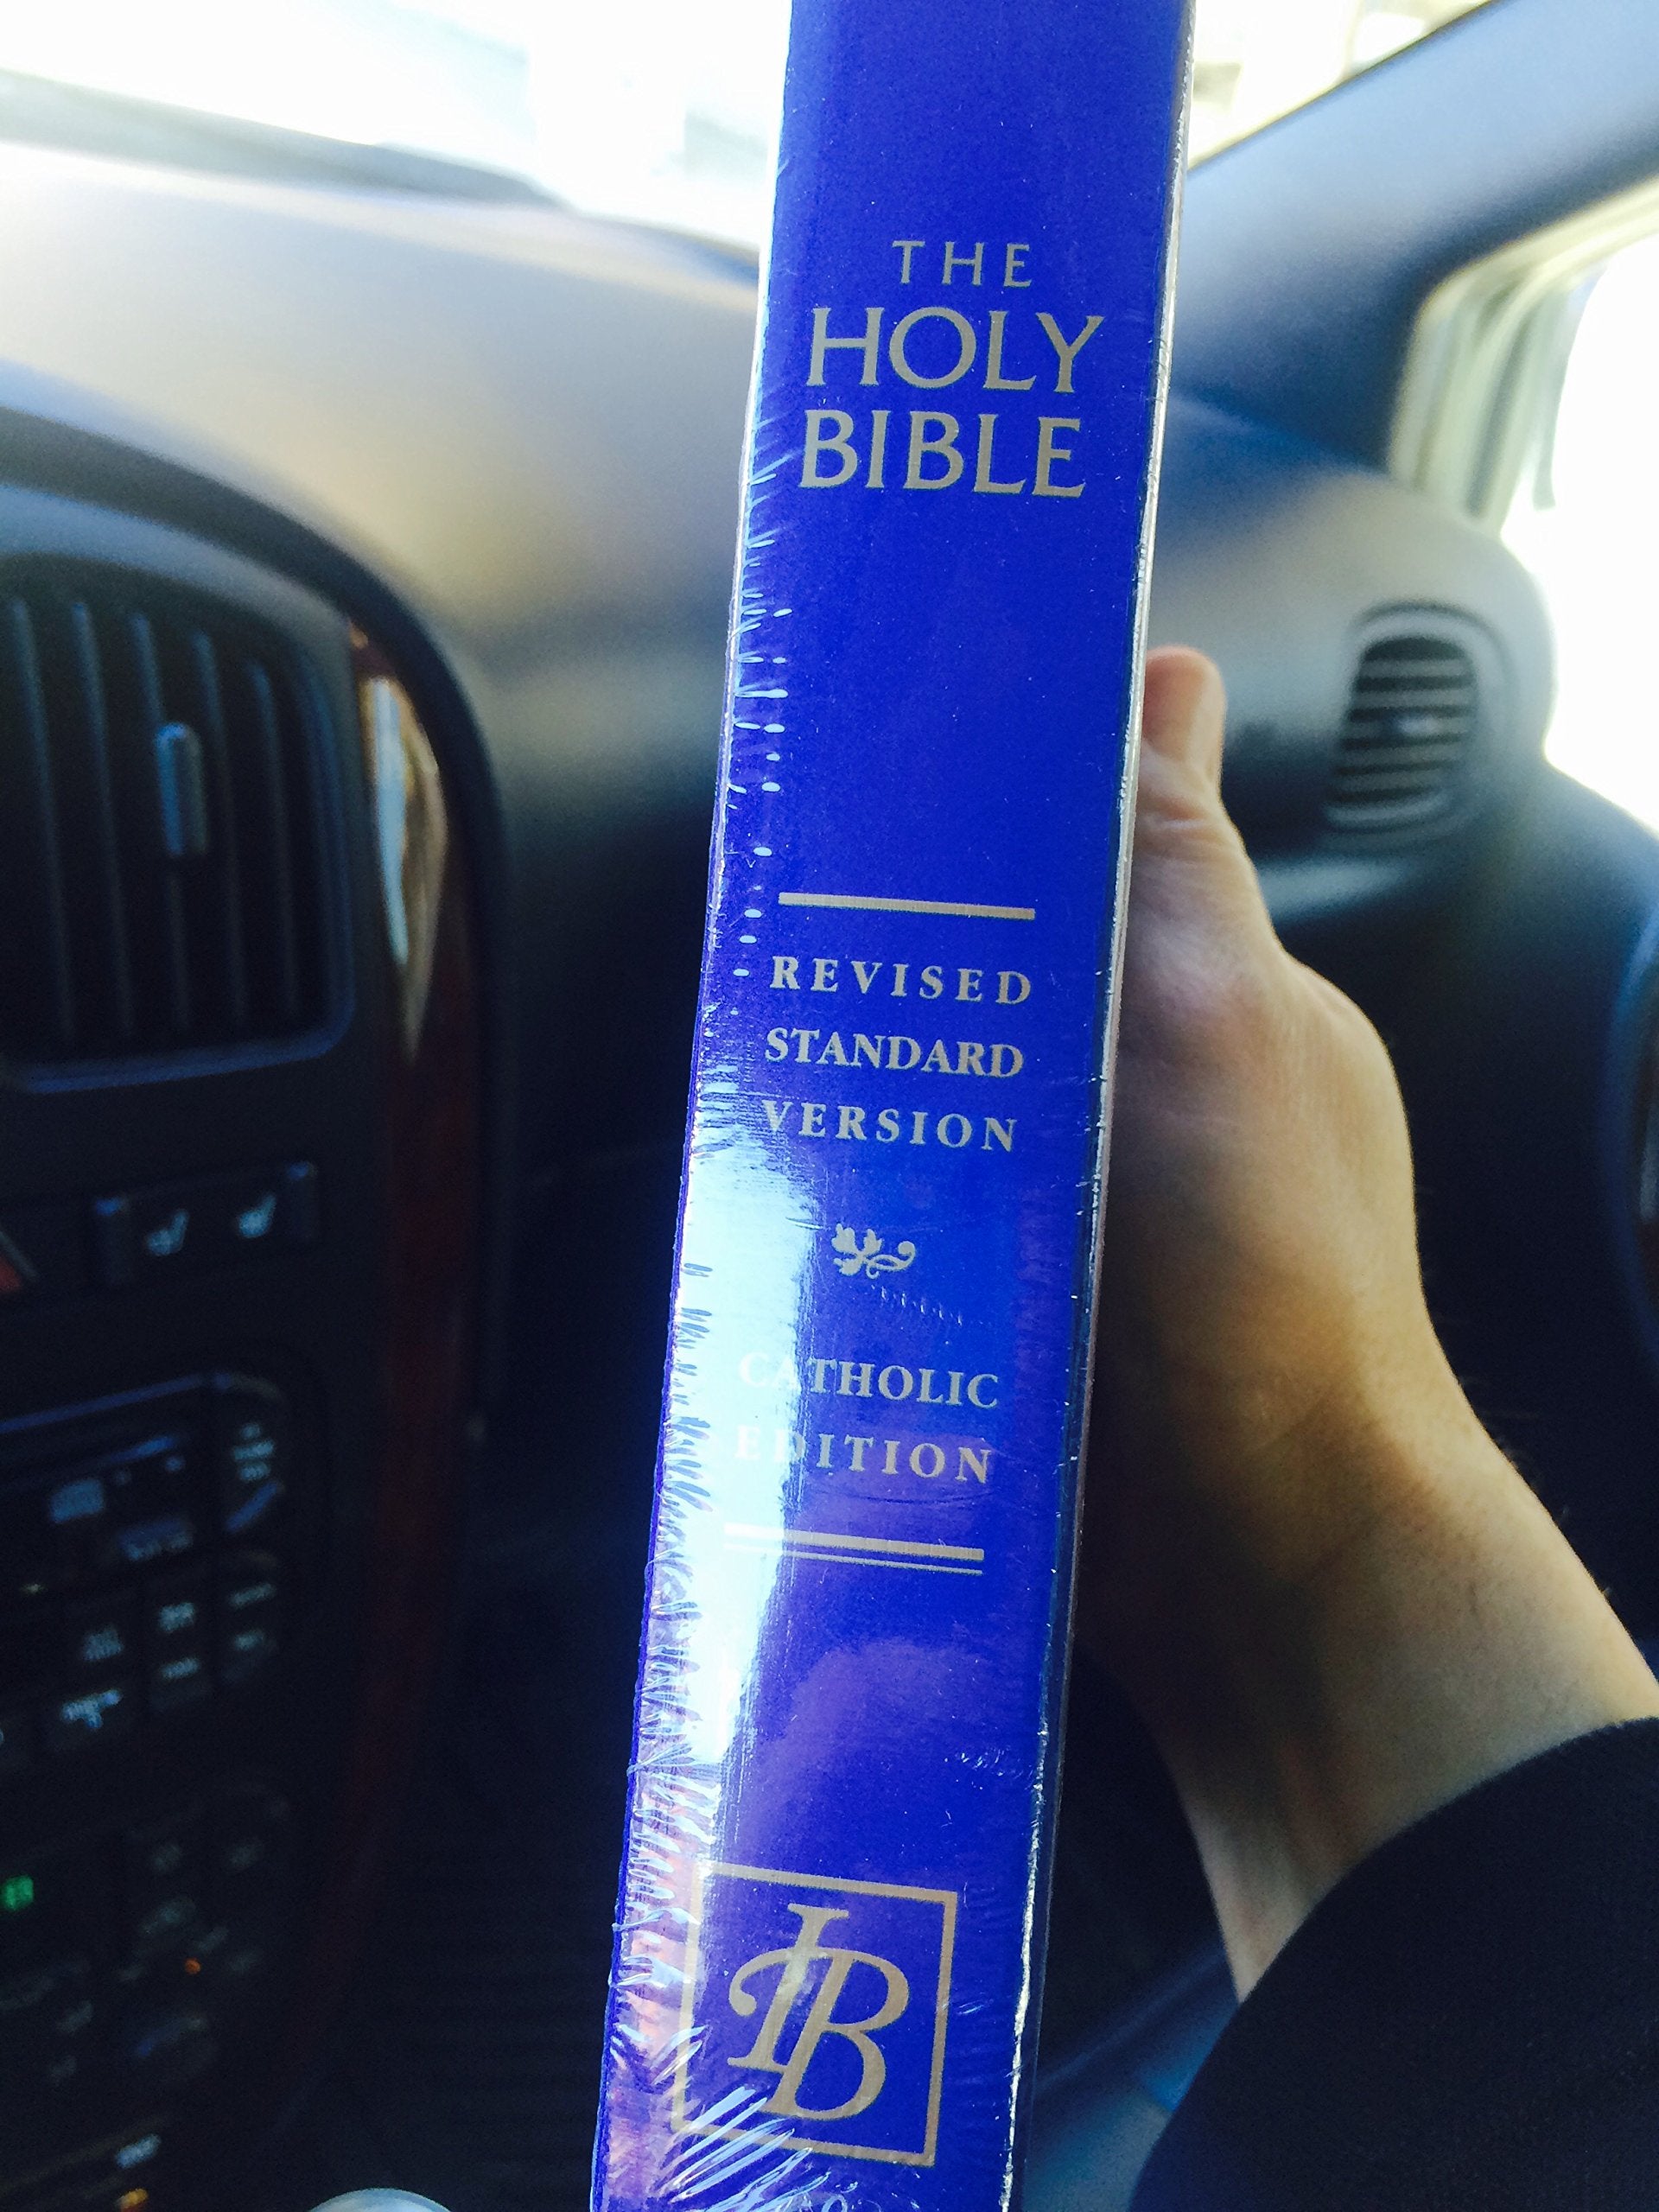 THE
HOLY
BIBLE
REVISED
STANDARD
VERSION
CATHOLIC
EDITION
IB